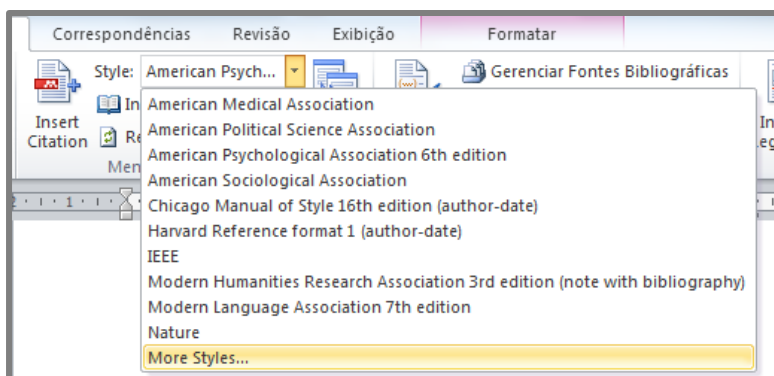 Correspondências Revisão Exibição Formatar
Style: American Psych... Gerenciar Fontes Bibliográficas
Insert
Citation
American Medical Association
American Political Science Association
American Psychological Association 6th edition
American Sociological Association
Chicago Manual of Style 16th edition (author-date)
Harvard Reference format 1 (author-date)
IEEE
Modern Humanities Research Association 3rd edition (note with bibliography)
Modern Language Association 7th edition
Nature
More Styles...
1